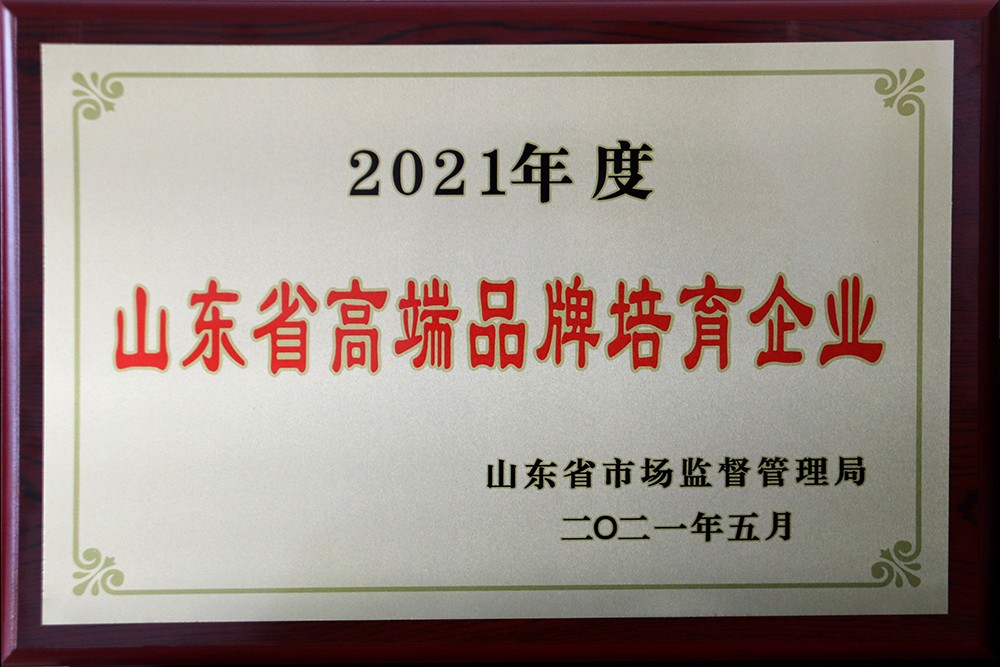 2021年度
山东省高端品牌培育企业
山东省市场监督管理局
二〇二一年五月